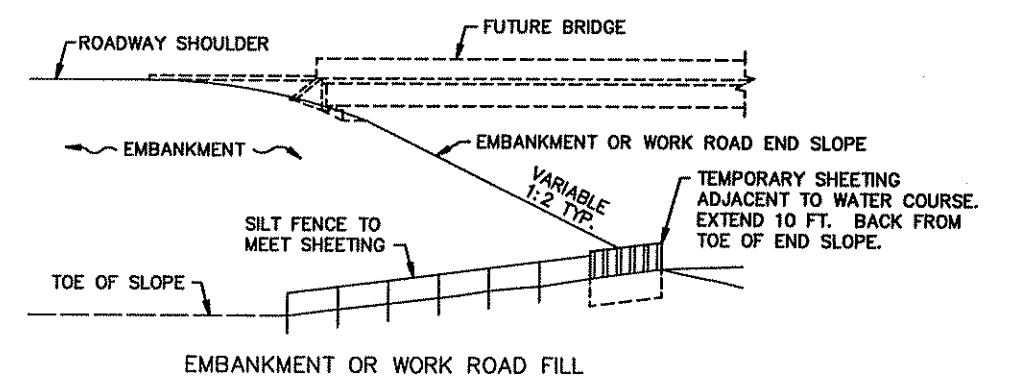 FUTURE BRIDGE
ROADWAY SHOULDER
EMBANKMENT
EMBANKMENT OR WORK ROAD END SLOPE
VARIABLE
1:2 TYP.
TEMPORARY SHEETING
ADJACENT TO WATER COURSE.
EXTEND 10 FT. BACK FROM
TOE OF END SLOPE.
SILT FENCE TO
MEET SHEETING
TOE OF SLOPE
EMBANKMENT OR WORK ROAD FILL